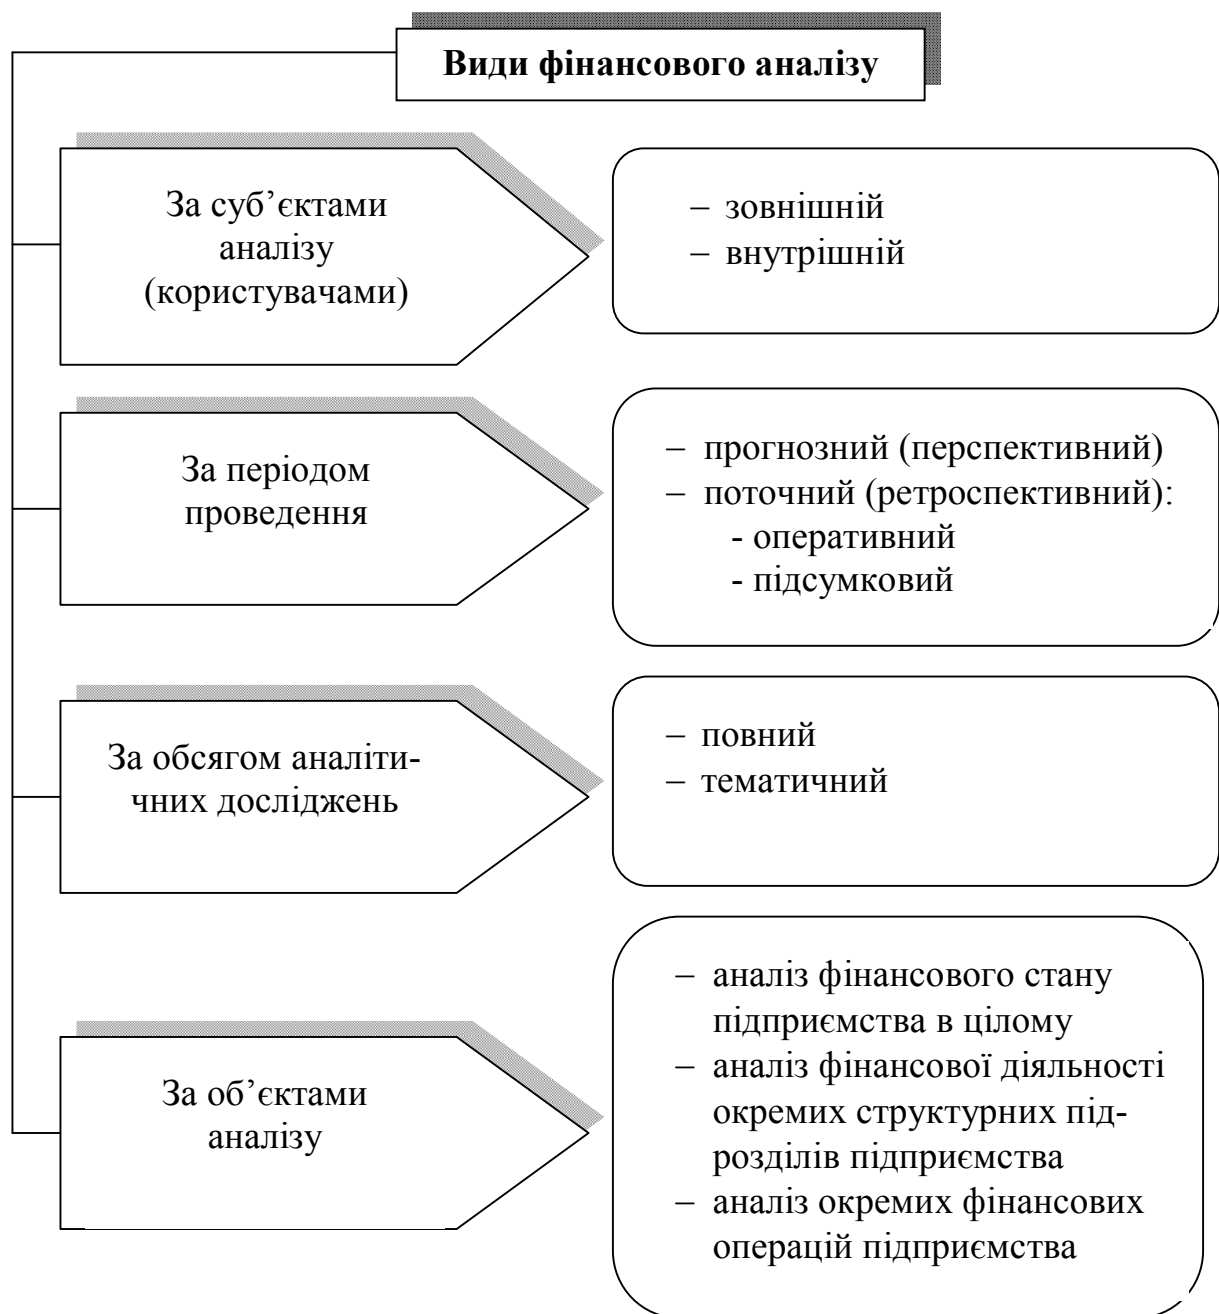 Види фінансового аналізу
За суб’єктами
аналізу
(користувачами)
– зовнішній
– внутрішній
За періодом
проведення
– прогнозний (перспективний)
– поточний (ретроспективний):
- оперативний
- підсумковий
За обсягом аналіти-
чних досліджень
– повний
– тематичний
За об’єктами
аналізу
– аналіз фінансового стану
підприємства в цілому
– аналіз фінансової діяльності
окремих структурних під-
розділів підприємства
– аналіз окремих фінансових
операцій підприємства